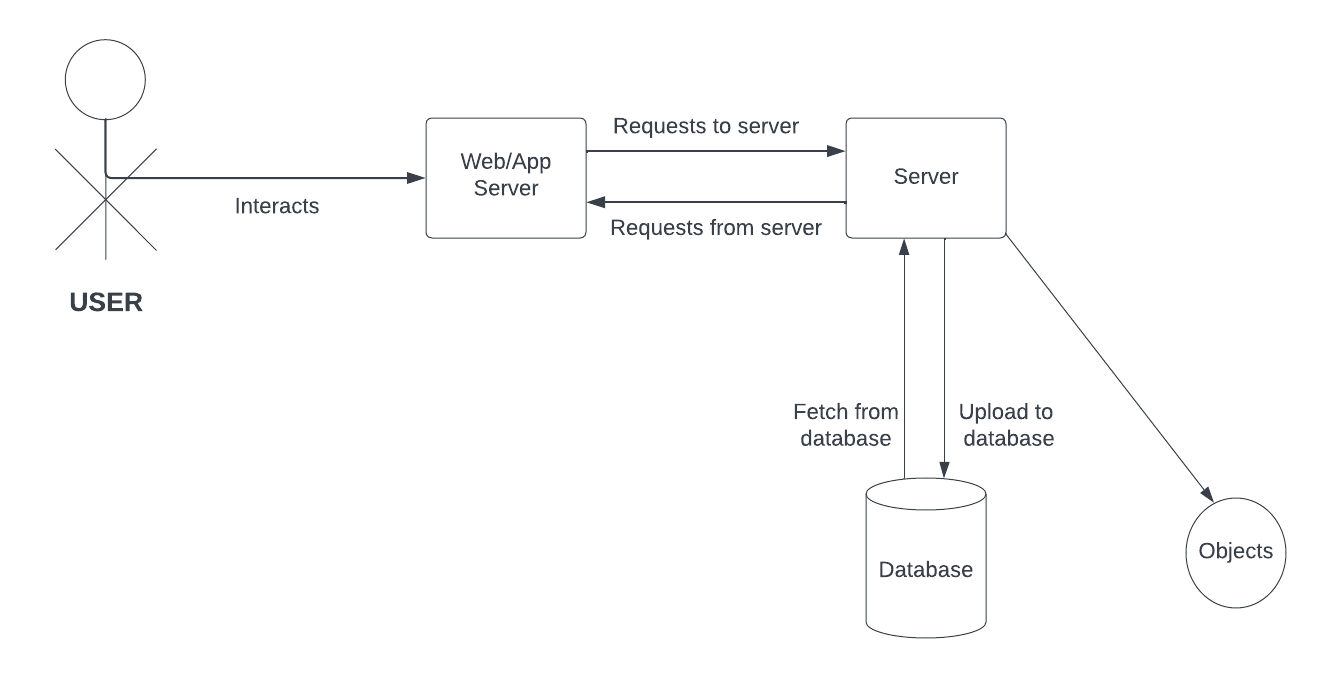 Requests to server
Web/App
Server
Server
Interacts
Requests from server
USER
Fetch from
database
Upload to
database
Objects
Database